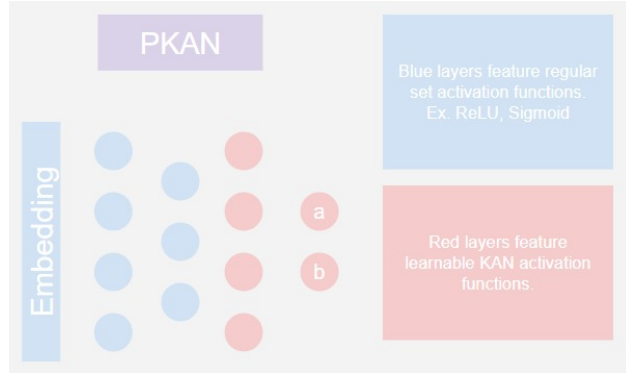 PKAN
Blue layers feature regular
set activation functions.
Ex. ReLU, Sigmoid
Embedding
a
b
Red layers feature
learnable KAN activation
functions.